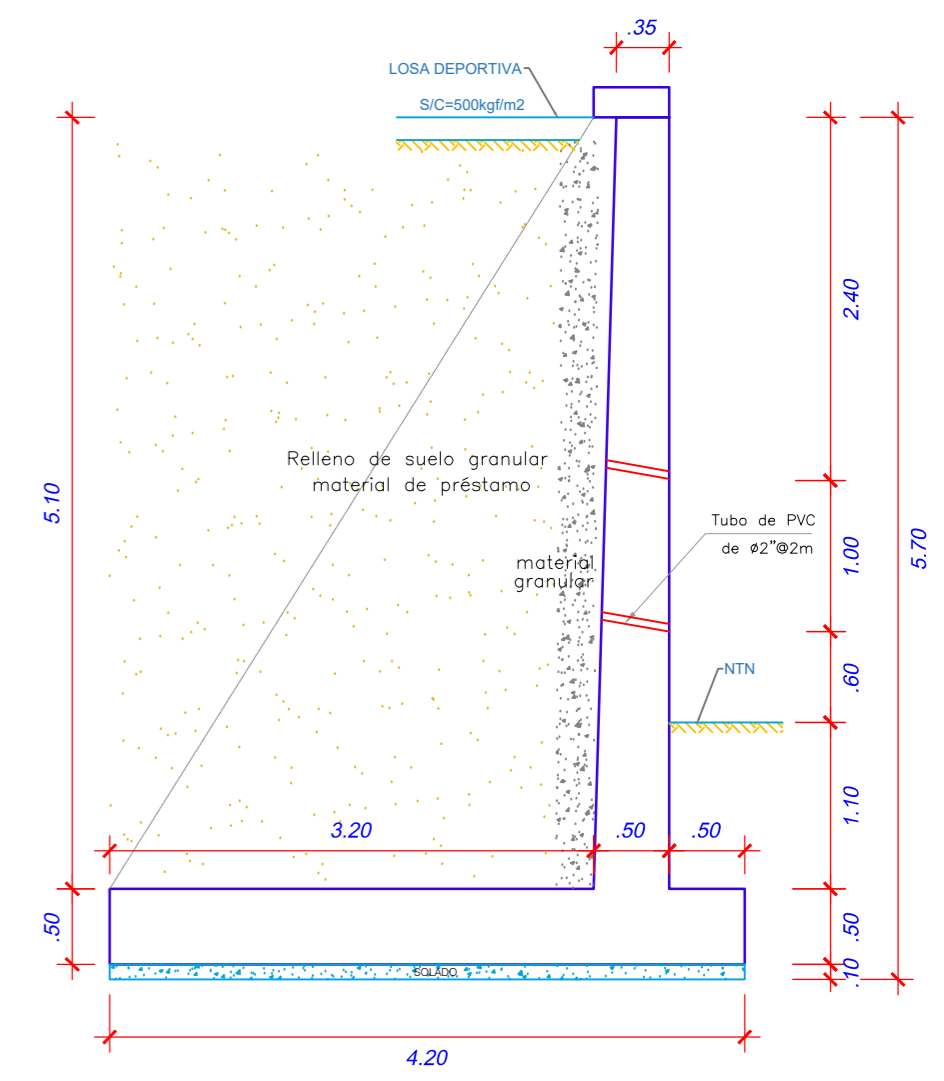 .35
LOSA DEPORTIVA
S/C=500kgf/m2
2.40
5.10
Relleno de suelo granular
material de préstamo
Tubo de PVC
de ø2"@2m
1.00
5.70
material
granular
.60
NTN
1.10
3.20
.50
.50
.50
.50
SOLADO
.10
4.20